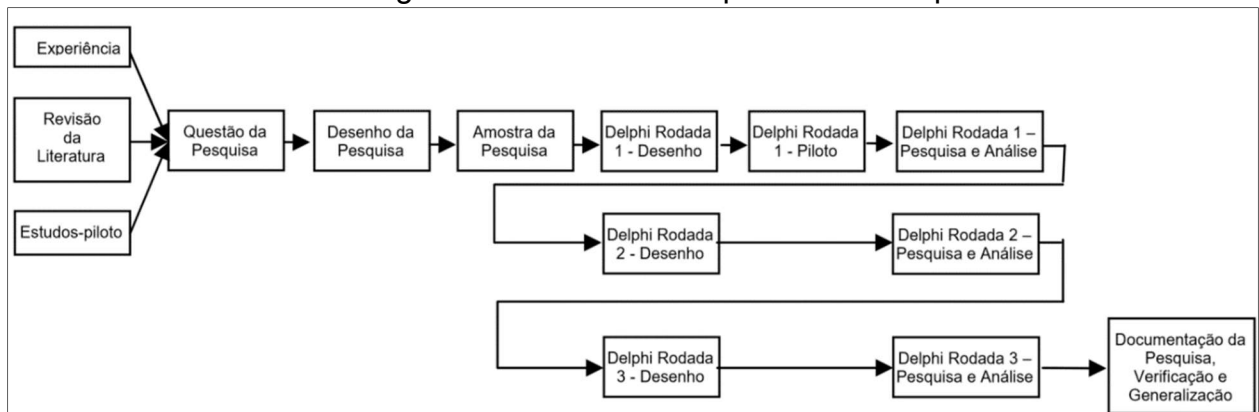 Experiência
Revisão
da
Literatura
Estudos-piloto
Questão da
Pesquisa
Desenho da
Pesquisa
Amostra da
Pesquisa
Delphi Rodada
1 - Desenho
Delphi Rodada
1 - Piloto
Delphi Rodada 1 –
Pesquisa e Análise
Delphi Rodada
2 - Desenho
Delphi Rodada 2 –
Pesquisa e Análise
Delphi Rodada
3 - Desenho
Delphi Rodada 3 –
Pesquisa e Análise
Documentação da
Pesquisa,
Verificação e
Generalização